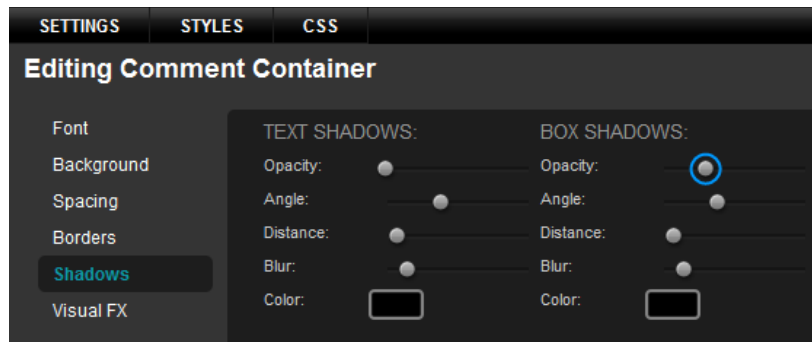 SETTINGS STYLES CSS
Editing Comment Container
Font
Background
Spacing
Borders
Shadows
Visual FX
TEXT SHADOWS:
Opacity:
Angle:
Distance:
Blur:
Color:
BOX SHADOWS:
Opacity:
Angle:
Distance:
Blur:
Color: